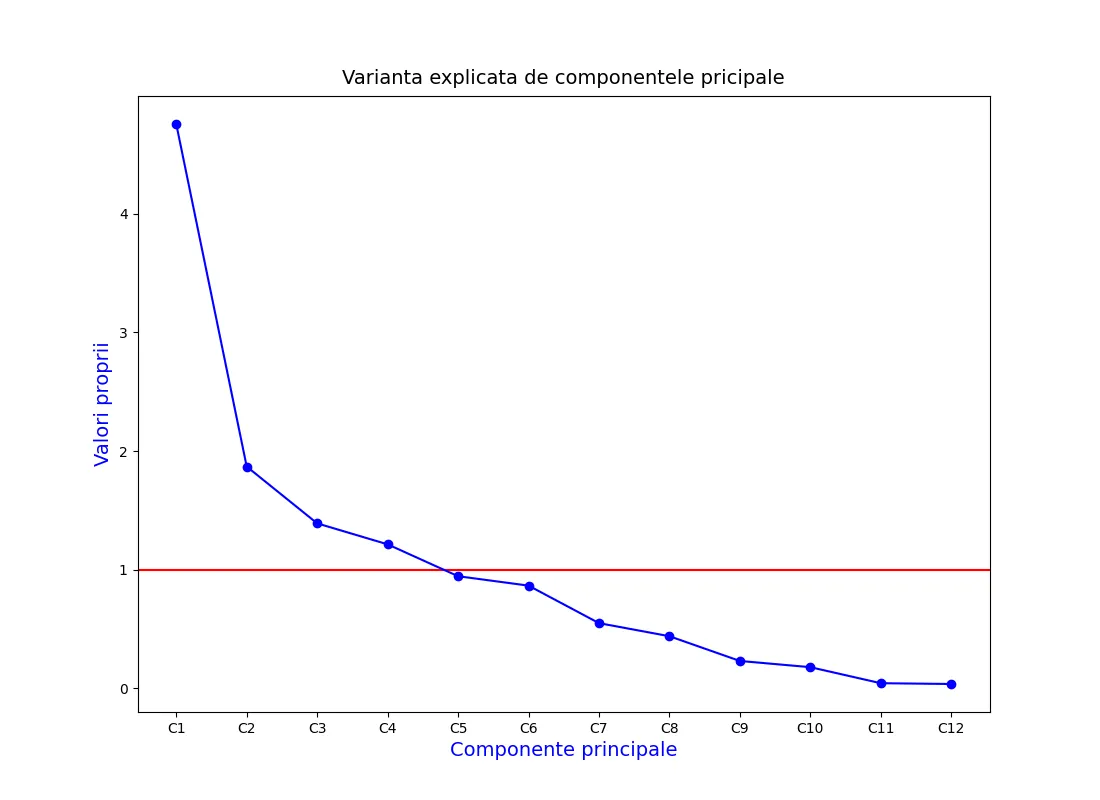 Varianta explicata de componentele pricipale
Valori proprii
4
3
2
1
0
C1 C2 C3 C4 C5 C6 C7 C8 C9 C10 C11 C12
Componente principale